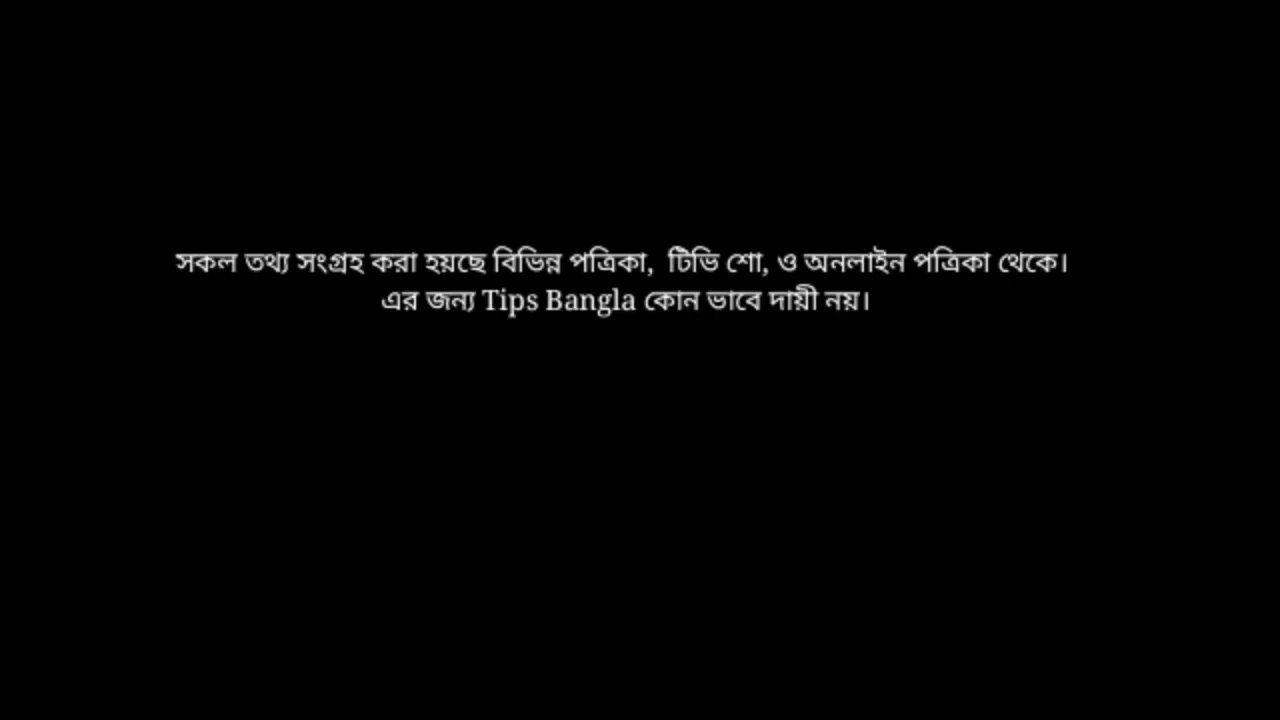 সকল তথ্য সংগ্রহ করা হয়ছে বিভিন্ন পত্রিকা, টিভি শো, ও অনলাইন পত্রিকা থেকে।
এর জন্য Tips Bangla কোন ভাবে দায়ী নয়।